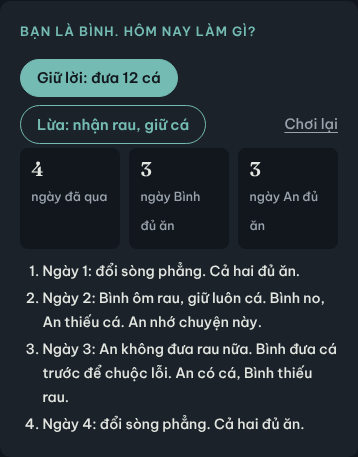 BẠN LÀ BÌNH. HÔM NAY LÀM GÌ?
Giữ lời: đưa 12 cá
Lừa: nhận rau, giữ cá
Chơi lại
4
ngày đã qua
3
ngày Bình
đủ ăn
3
ngày An đủ
ăn
1. Ngày 1: đổi sòng phẳng. Cả hai đủ ăn.
2. Ngày 2: Bình ôm rau, giữ luôn cá. Bình no,
An thiếu cá. An nhớ chuyện này.
3. Ngày 3: An không đưa rau nữa. Bình đưa cá
trước để chuộc lỗi. An có cá, Bình thiếu
rau.
4. Ngày 4: đổi sòng phẳng. Cả hai đủ ăn.